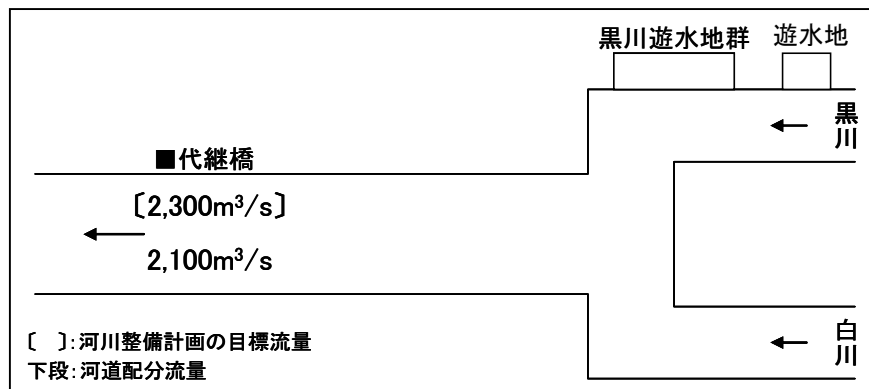 黒川遊水地群 遊水地
黒川
■代継橋
〔2,300m³/s〕
2,100m³/s
白川
〔 〕:河川整備計画の目標流量
下段:河道配分流量